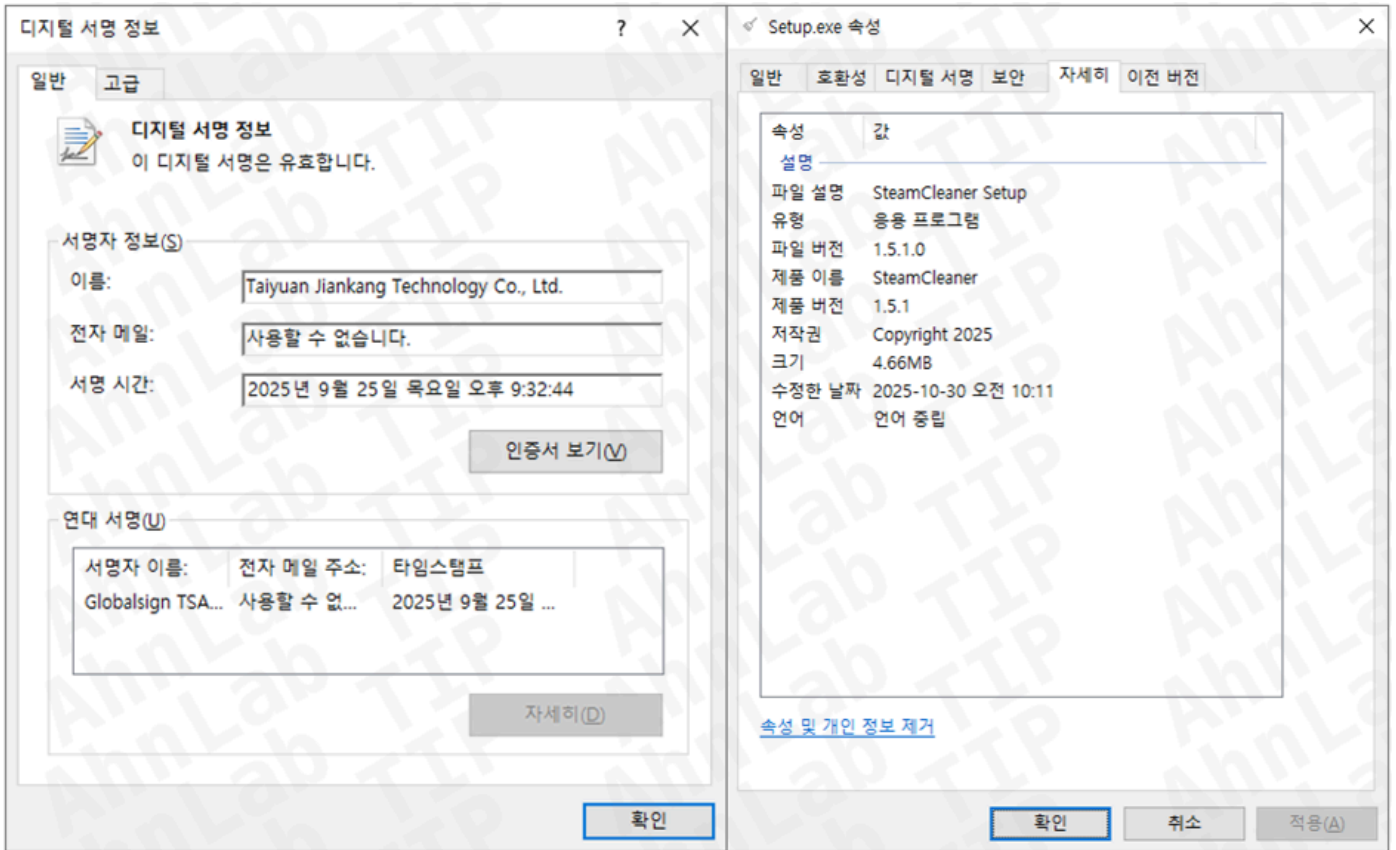 디지털 서명 정보
?
일반
고급
디지털 서명 정보
이 디지털 서명은 유효합니다.
서명자 정보(S)
이름:
Taiyuan Jiankang Technology Co., Ltd.
전자 메일:
사용할 수 없습니다.
서명 시간:
2025년 9월 25일 목요일 오후 9:32:44
인증서 보기(V)
연대 서명(U)
서명자 이름: 전자 메일 주소: 타임스탬프
Globalsign TSA... 사용할 수 없... 2025년 9월 25일 ...
자세히(D)
확인
Setup.exe 속성
일반 호환성 디지털 서명 보안 자세히 이전 버전
속성 값
설명
파일 설명 SteamCleaner Setup
유형 응용 프로그램
파일 버전 1.5.1.0
제품 이름 SteamCleaner
제품 버전 1.5.1
저작권 Copyright 2025
크기 4.66MB
수정한 날짜 2025-10-30 오전 10:11
언어 언어 중립
속성 및 개인 정보 제거
확인 취소 적용(A)
AhnLab TIP